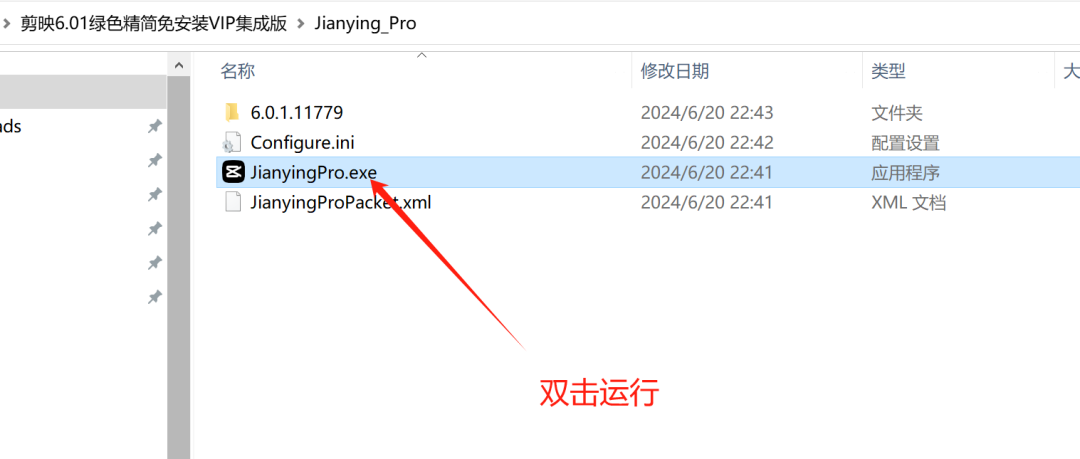 剪映6.01绿色精简免安装VIP集成版 Jianying_Pro
名称 修改日期 类型 大
6.0.1.11779 2024/6/20 22:43 文件夹
ads
Configure.ini 2024/6/20 22:42 配置设置
JianyingPro.exe 2024/6/20 22:41 应用程序
JianyingProPacket.xml 2024/6/20 22:41 XML 文档
双击运行